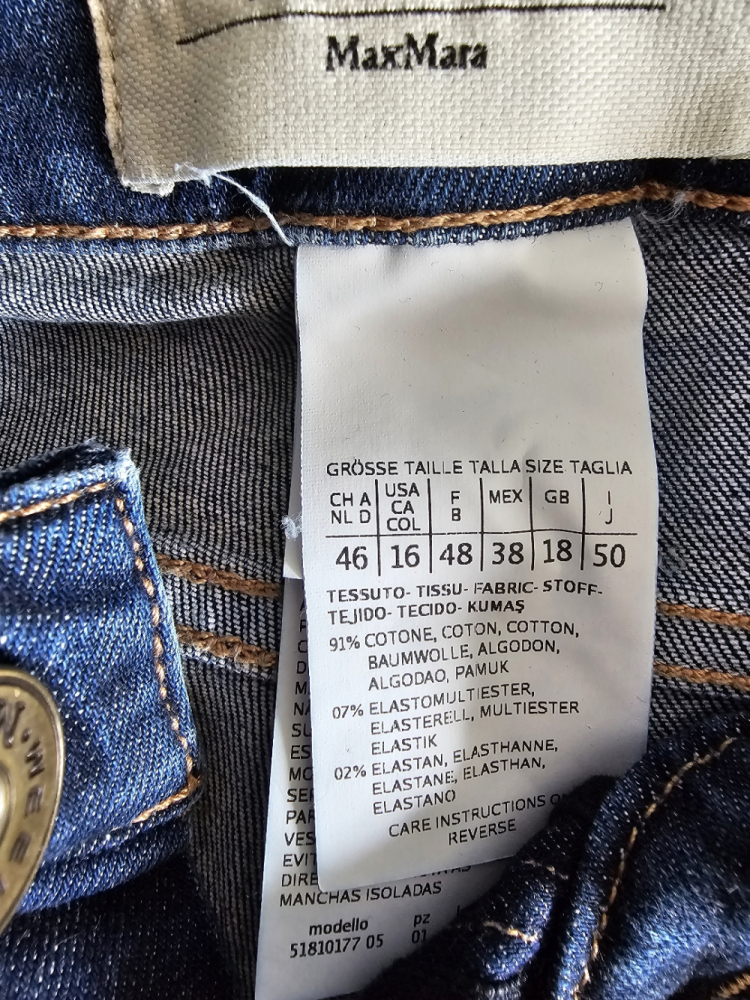 MaxMara
GRÖSSE TAILLE TALLA SIZE TAGLIA
CH A NL D | USA CA COL | F B | MEX | GB | I J
46 | 16 | 48 | 38 | 18 | 50
TESSUTO- TISSU- FABRIC- STOFF-
TEJIDO- TECIDO- KUMAŞ
91% COTONE, COTON, COTTON,
BAUMWOLLE, ALGODON,
ALGODAO, PAMUK
07% ELASTOMULTIESTER,
ELASTERELL, MULTIESTER
ELASTIK
02% ELASTAN, ELASTHANNE,
ELASTANE, ELASTHAN,
ELASTANO
CARE INSTRUCTIONS
REVERSE
MANCHAS ISOLADAS
modello pz
51810177 05 01